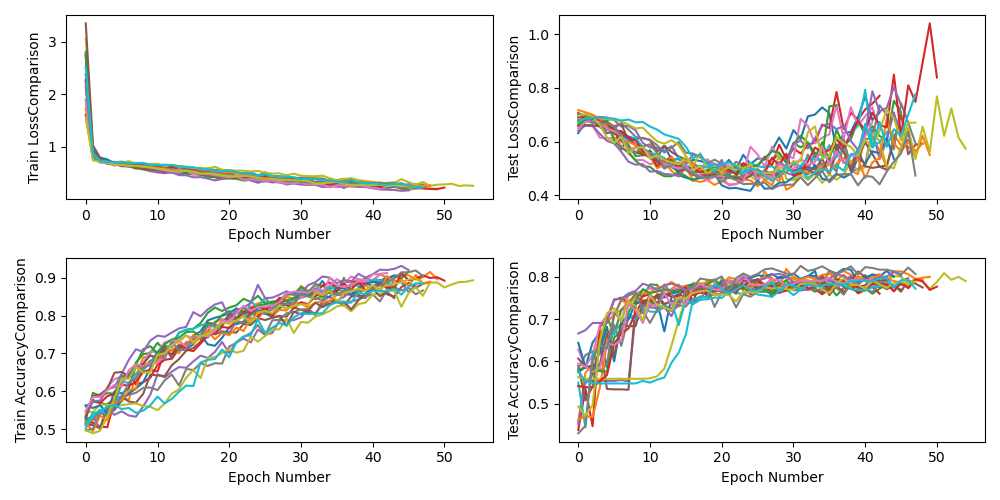 Train LossComparison
3
2
1
0 10 20 30 40 50
Epoch Number
Test LossComparison
1.0
0.8
0.6
0.4
0 10 20 30 40 50
Epoch Number
Train AccuracyComparison
0.9
0.8
0.7
0.6
0.5
0 10 20 30 40 50
Epoch Number
Test AccuracyComparison
0.8
0.7
0.6
0.5
0 10 20 30 40 50
Epoch Number